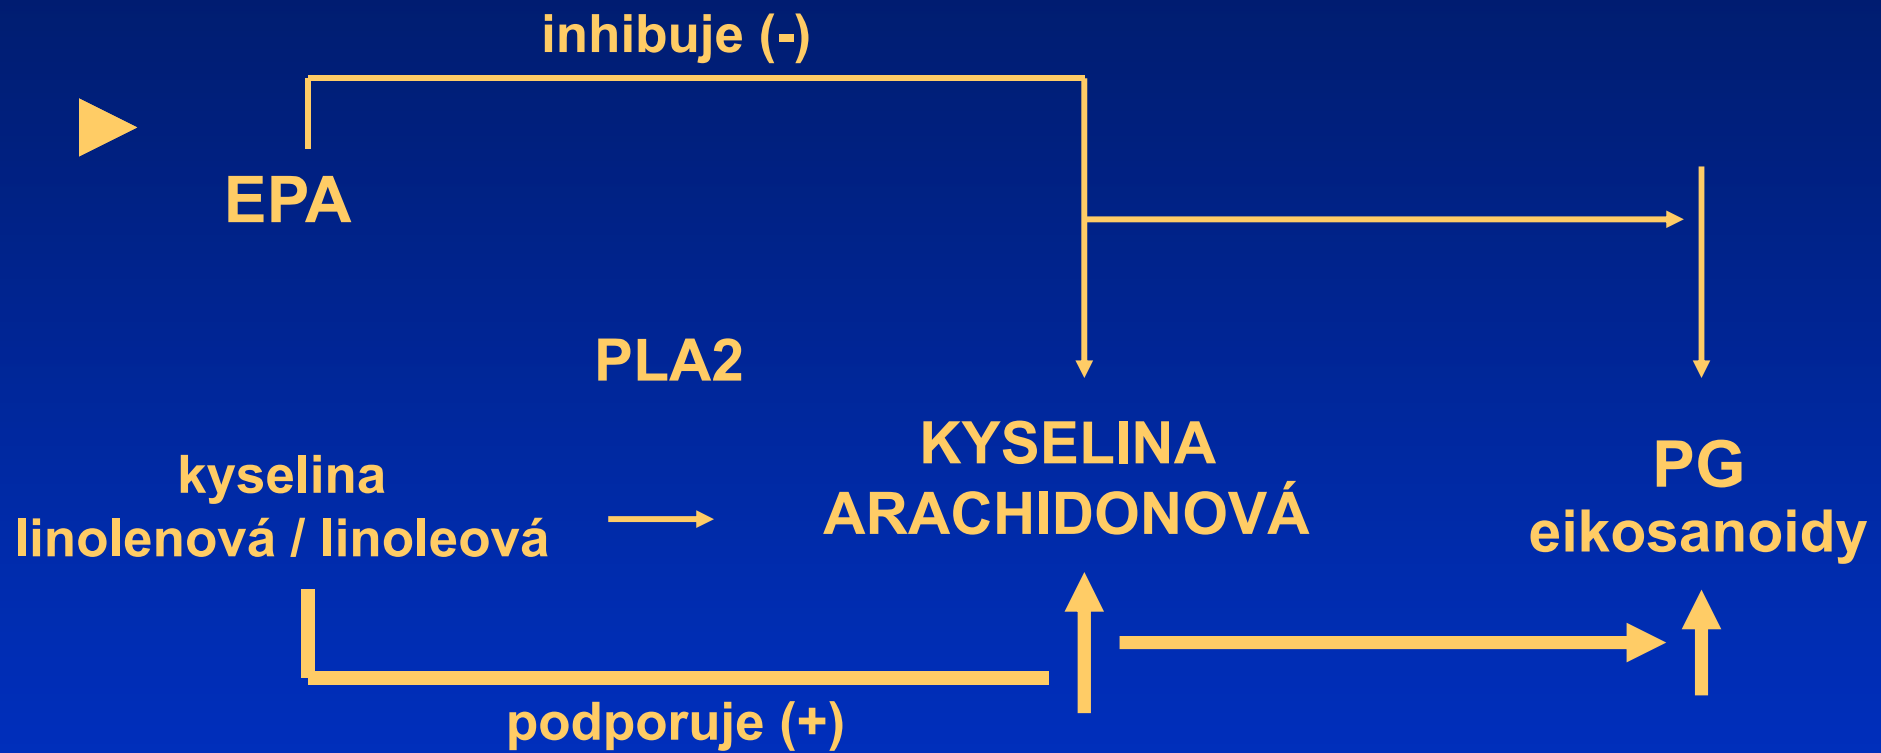 inhibuje (-)
EPA
PLA2
kyselina
linolenová / linoleová
KYSELINA
ARACHIDONOVÁ
PG
eikosanoidy
podporuje (+)